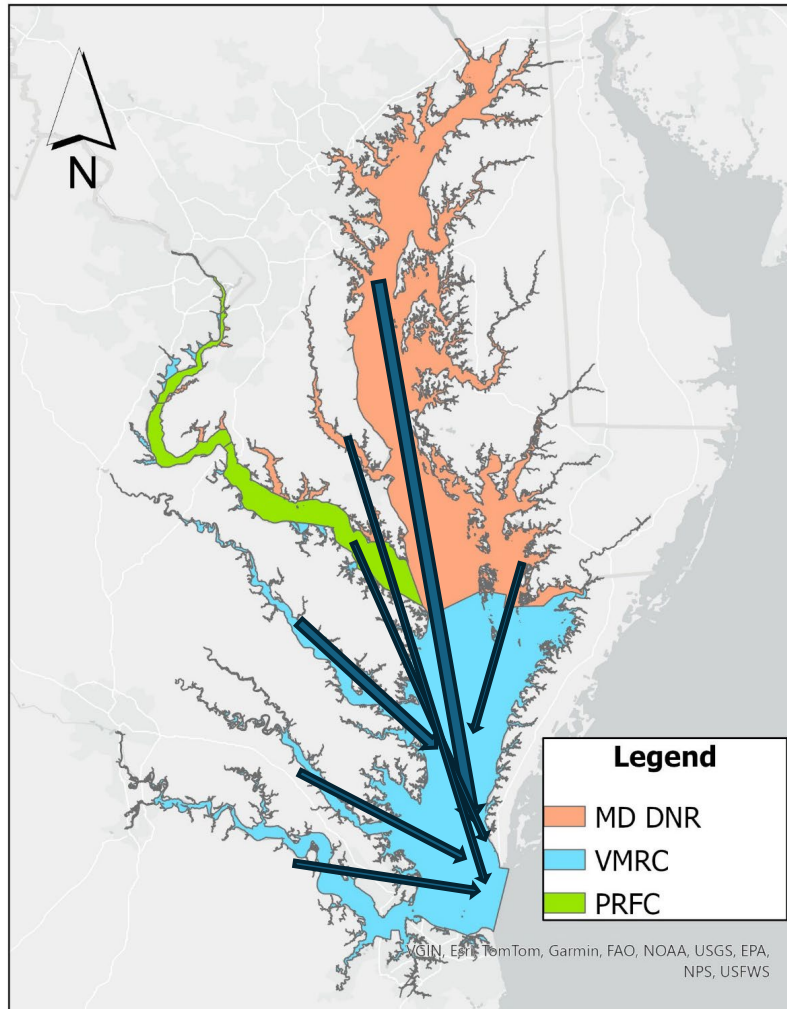 N
Legend
MD DNR
VMRC
PRFC
VGIN, Esri, TomTom, Garmin, FAO, NOAA, USGS, EPA,
NPS, USFWS